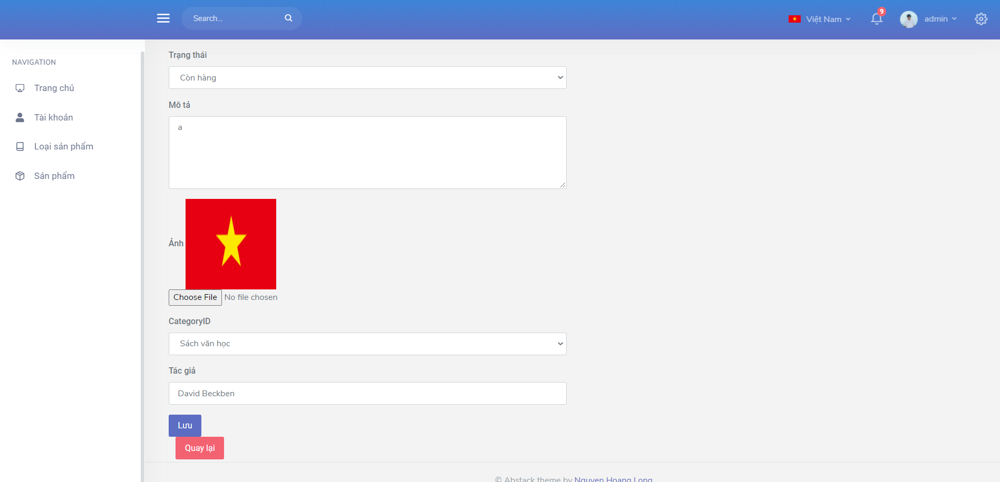 Search...
Việt Nam
9
admin
NAVIGATION
Trang chủ
Tài khoản
Loại sản phẩm
Sản phẩm
Trạng thái
Còn hàng
Mô tả
a
Ảnh
Choose File No file chosen
CategoryID
Sách văn học
Tác giả
David Beckben
Lưu
Quay lại
© Abstack theme by Nguyen Hoang Long